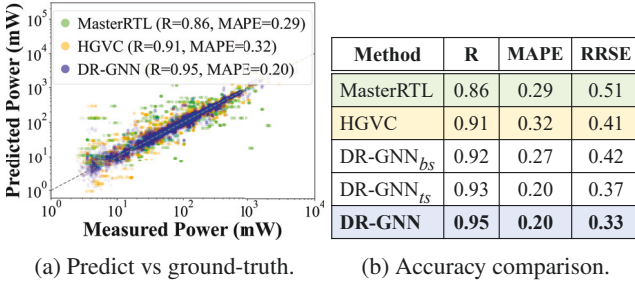 (a) Predict vs ground-truth.
Predicted Power (mW)
10^5
10^4
10^3
10^2
10^1
10^0
MasterRTL (R=0.86, MAPE=0.29)
HGVC (R=0.91, MAPE=0.32)
DR-GNN (R=0.95, MAPE=0.20)
10^0 10^1 10^2 10^3 10^4
Measured Power (mW)
Method R MAPE RRSE
MasterRTL 0.86 0.29 0.51
HGVC 0.91 0.32 0.41
DR-GNN_bs 0.92 0.27 0.42
DR-GNN_ts 0.93 0.20 0.37
DR-GNN 0.95 0.20 0.33
(b) Accuracy comparison.